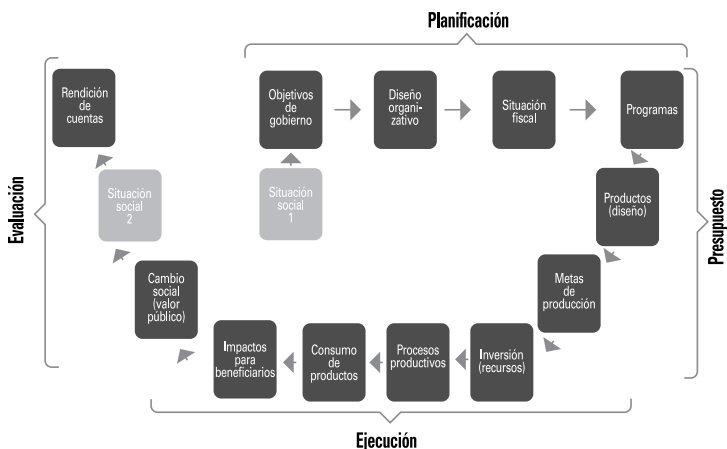 Planificación
Rendición
de
cuentas
Objetivos
de
gobierno
Diseño
organi-
zativo
Situación
fiscal
Programas
Evaluación
Situación
social
2
Situación
social
1
Productos
(diseño)
Presupuesto
Cambio
social
(valor
público)
Metas
de
producción
Impactos
para
beneficiarios
Consumo
de
productos
Procesos
productivos
Inversión
(recursos)
Ejecución